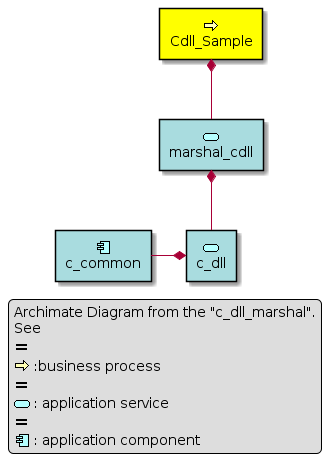 Cdll_Sample
marshal_cdll
c_common
c_dll
Archimate Diagram from the "c_dll_marshal".
See
=
:business process
=
: application service
=
: application component